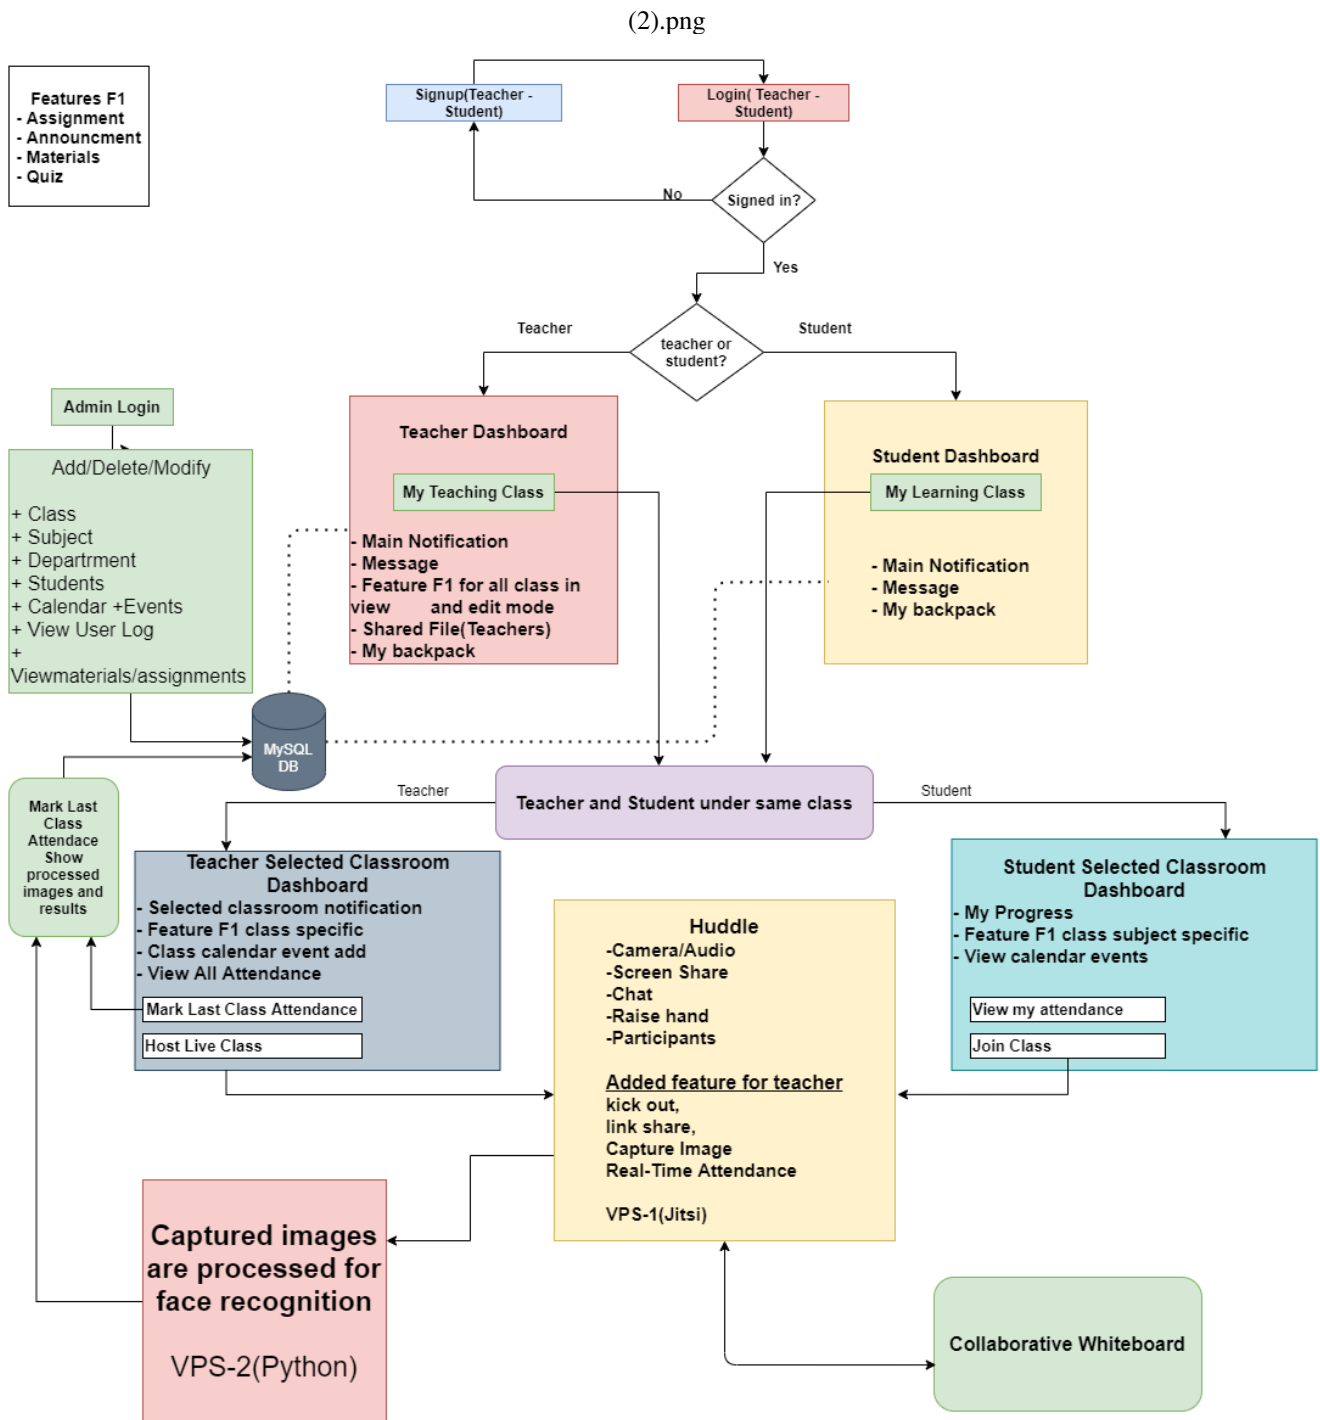 (2).png
Features F1
- Assignment
- Announcment
- Materials
- Quiz
Signup(Teacher -
Student)
Login( Teacher -
Student)
Signed in?
No
Yes
teacher or
student?
Teacher
Student
Admin Login
Add/Delete/Modify
+ Class
+ Subject
+ Departrment
+ Students
+ Calendar +Events
+ View User Log
+
Viewmaterials/assignments
Teacher Dashboard
My Teaching Class
- Main Notification
- Message
- Feature F1 for all class in
view and edit mode
- Shared File(Teachers)
- My backpack
Student Dashboard
My Learning Class
- Main Notification
- Message
- My backpack
MySQL
DB
Teacher and Student under same class
Teacher
Student
Mark Last
Class
Attendace
Show
processed
images and
results
Teacher Selected Classroom
Dashboard
- Selected classroom notification
- Feature F1 class specific
- Class calendar event add
- View All Attendance
Mark Last Class Attendance
Host Live Class
Huddle
-Camera/Audio
-Screen Share
-Chat
-Raise hand
-Participants
Added feature for teacher
kick out,
link share,
Capture Image
Real-Time Attendance
VPS-1(Jitsi)
Student Selected Classroom
Dashboard
- My Progress
- Feature F1 class subject specific
- View calendar events
View my attendance
Join Class
Captured images
are processed for
face recognition
VPS-2(Python)
Collaborative Whiteboard